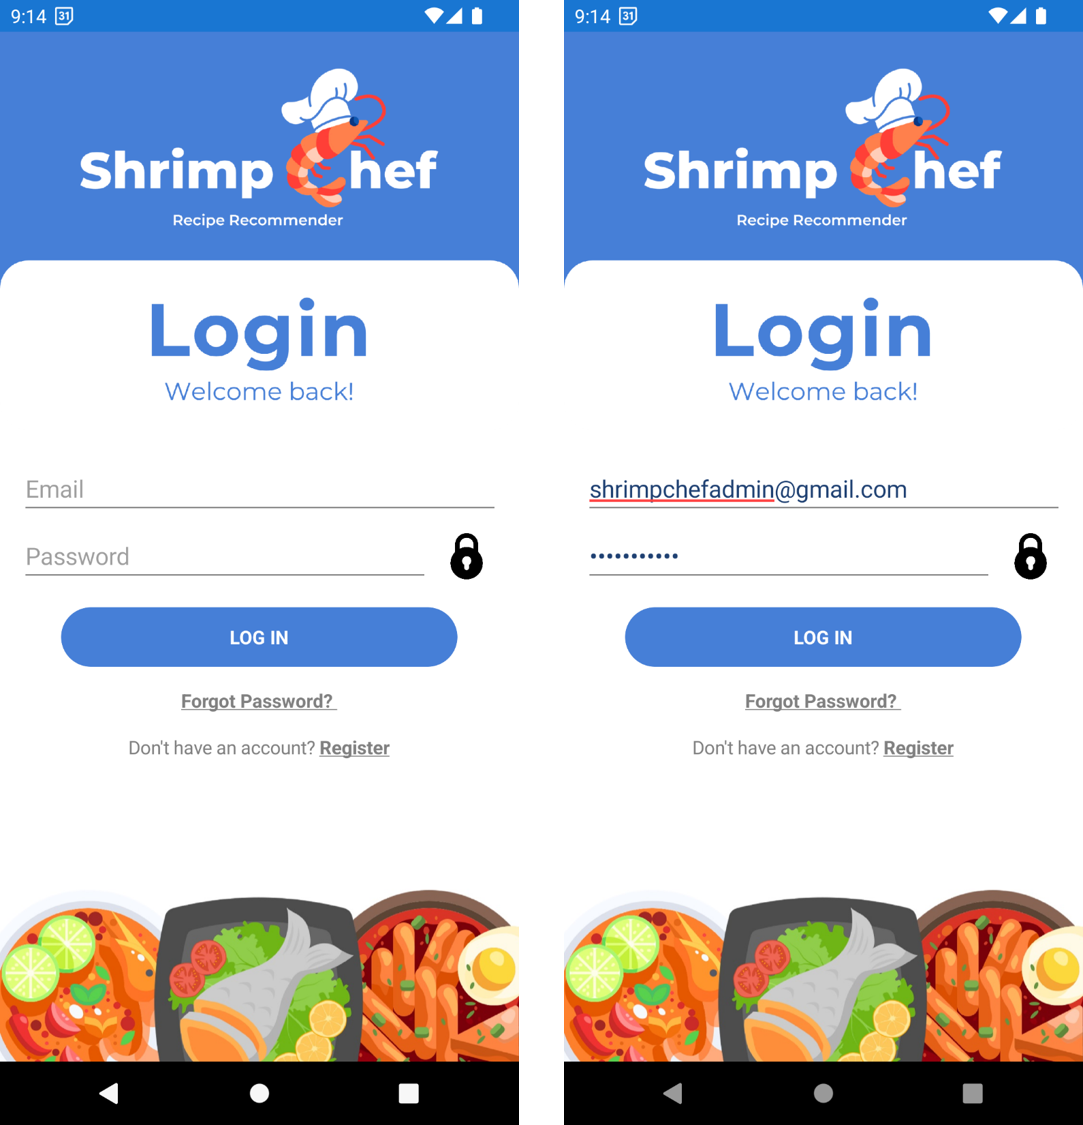 9:14 31
Shrimp Chef
Recipe Recommender
Login
Welcome back!
Email
Password
LOG IN
Forgot Password?
Don't have an account? Register
9:14 31
Shrimp Chef
Recipe Recommender
Login
Welcome back!
shrimpchefadmin@gmail.com
•••••••••••
LOG IN
Forgot Password?
Don't have an account? Register